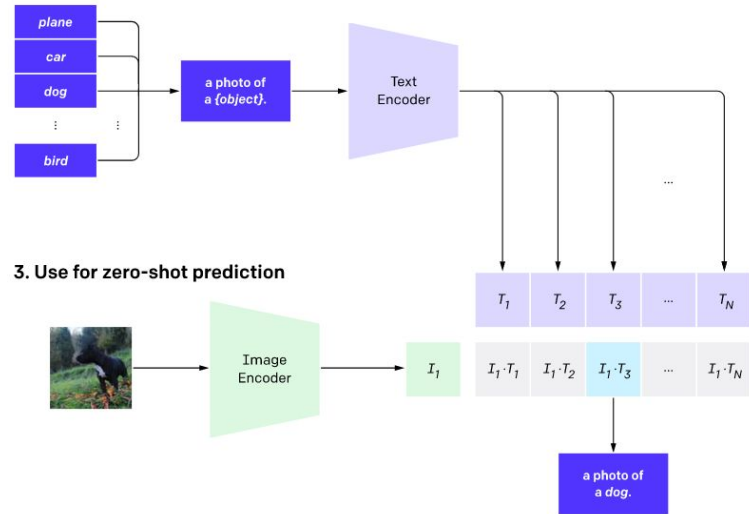 plane
car
dog
⋮ ⋮
bird
a photo of
a {object}.
Text
Encoder
...
3. Use for zero-shot prediction
T1 T2 T3 ... TN
Image
Encoder
I1
I1·T1 I1·T2 I1·T3 ... I1·TN
a photo of
a dog.